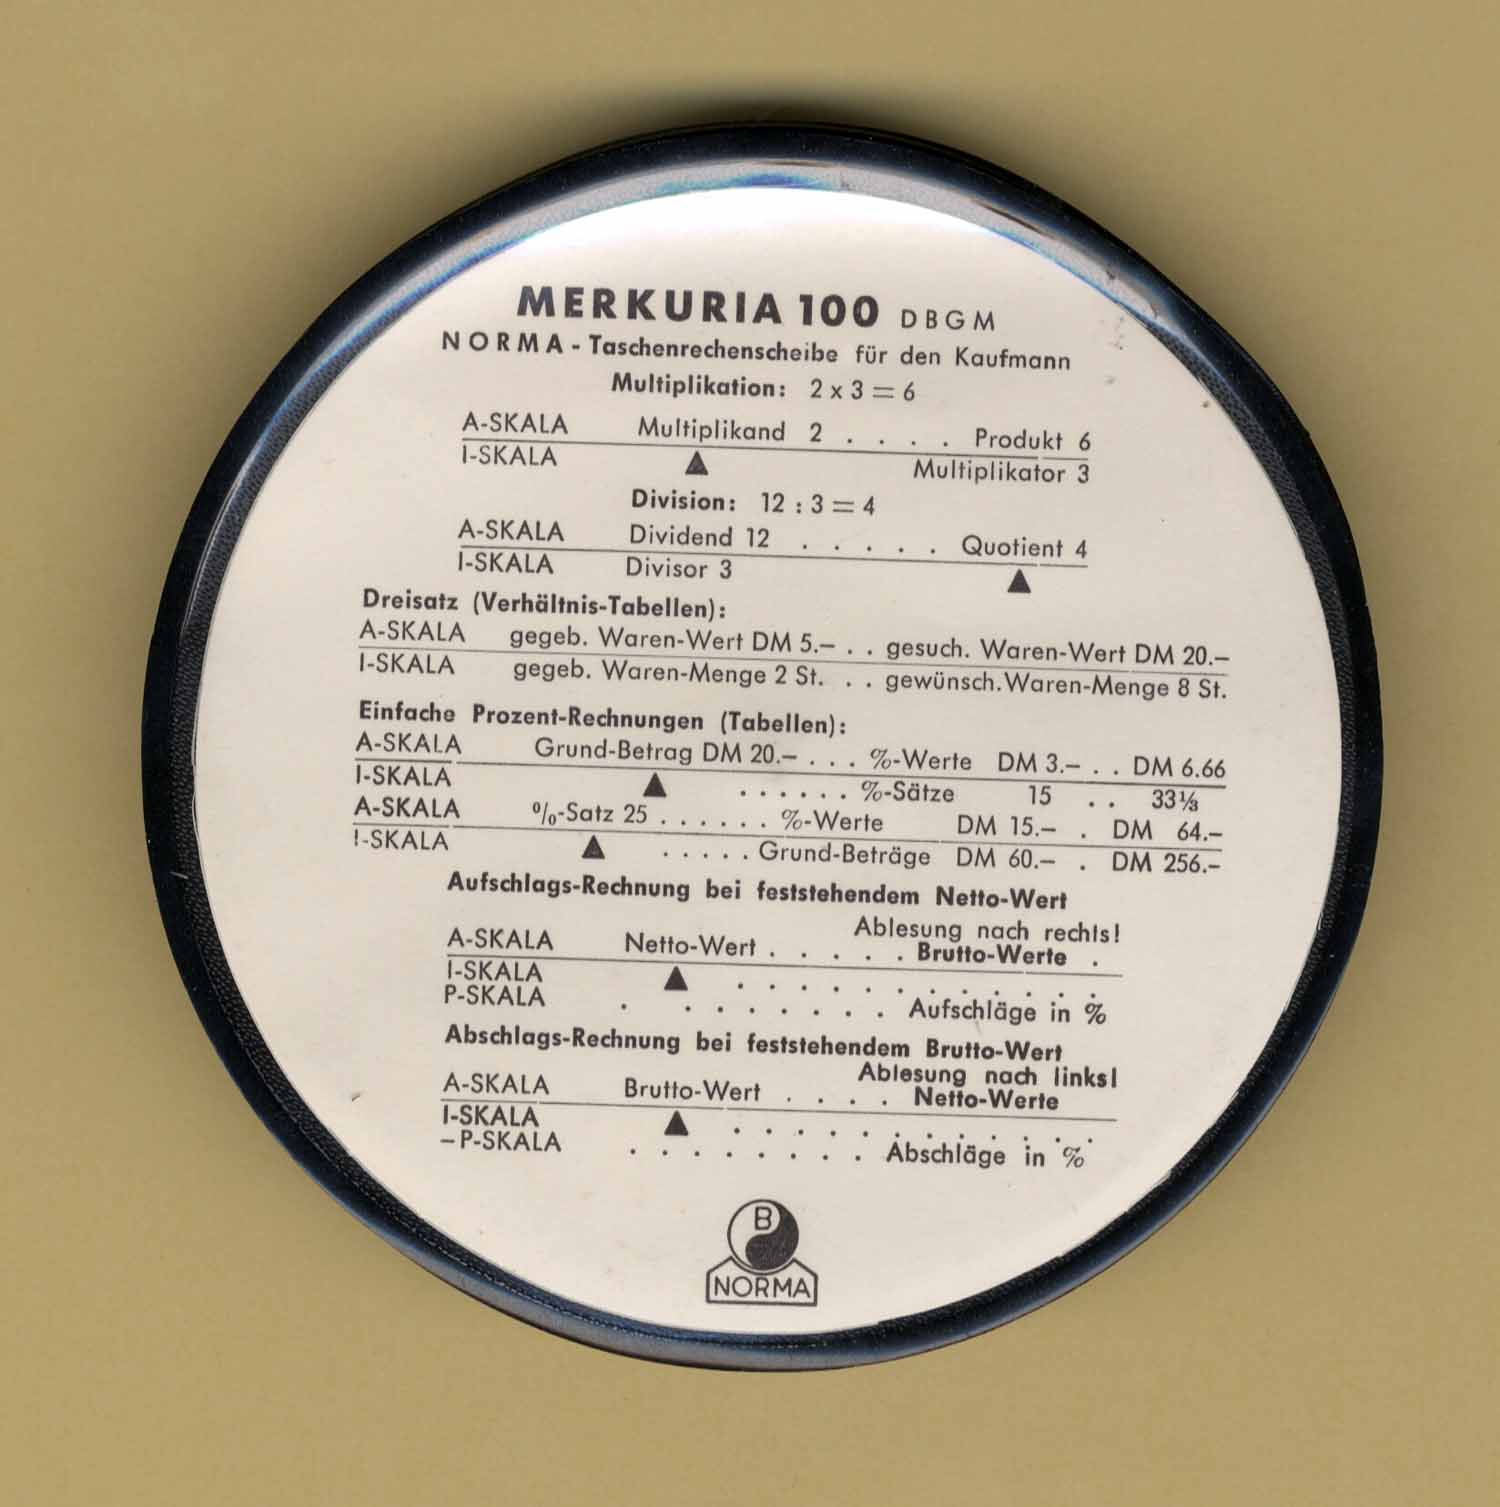 MERKURIA 100 DBGM
NORMA - Taschenrechenscheibe für den Kaufmann
Multiplikation: 2 x 3 = 6
A-SKALA Multiplikand 2 . . . . Produkt 6
I-SKALA ▲ Multiplikator 3
Division: 12 : 3 = 4
A-SKALA Dividend 12 . . . . . Quotient 4
I-SKALA Divisor 3 ▲
Dreisatz (Verhältnis-Tabellen):
A-SKALA gegeb. Waren-Wert DM 5.– . . gesuch. Waren-Wert DM 20.–
I-SKALA gegeb. Waren-Menge 2 St. . . gewünsch. Waren-Menge 8 St.
Einfache Prozent-Rechnungen (Tabellen):
A-SKALA Grund-Betrag DM 20.– . . . %-Werte DM 3.– . . DM 6.66
I-SKALA ▲ . . . . . . %-Sätze 15 . . 33⅓
A-SKALA %-Satz 25 . . . . . . %-Werte DM 15.– . DM 64.–
I-SKALA ▲ . . . . . Grund-Beträge DM 60.– . DM 256.–
Aufschlags-Rechnung bei feststehendem Netto-Wert
Ablesung nach rechts!
A-SKALA Netto-Wert . . . . . Brutto-Werte .
I-SKALA ▲ . . . . . . . . . . . .
P-SKALA . . . . . . . . Aufschläge in %
Abschlags-Rechnung bei feststehendem Brutto-Wert
Ablesung nach links!
A-SKALA Brutto-Wert . . . . Netto-Werte
I-SKALA ▲ . . . . . . . . . . . .
–P-SKALA . . . . . . . . Abschläge in %
B
NORMA